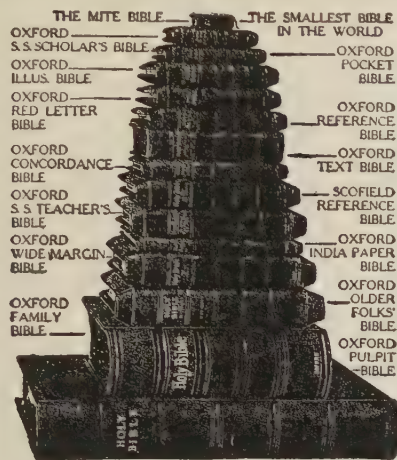 THE MITE BIBLE
THE SMALLEST BIBLE
IN THE WORLD
OXFORD
S.S. SCHOLAR'S BIBLE
OXFORD
POCKET
BIBLE
OXFORD
ILLUS. BIBLE
OXFORD
RED LETTER
BIBLE
OXFORD
REFERENCE
BIBLE
OXFORD
CONCORDANCE
BIBLE
OXFORD
TEXT BIBLE
OXFORD
S.S. TEACHER'S
BIBLE
SCOFIELD
REFERENCE
BIBLE
OXFORD
WIDE MARGIN
BIBLE
OXFORD
INDIA PAPER
BIBLE
OXFORD
OLDER
FOLKS'
BIBLE
OXFORD
FAMILY
BIBLE
OXFORD
PULPIT
BIBLE
Holy Bible
HOLY
BIBLE